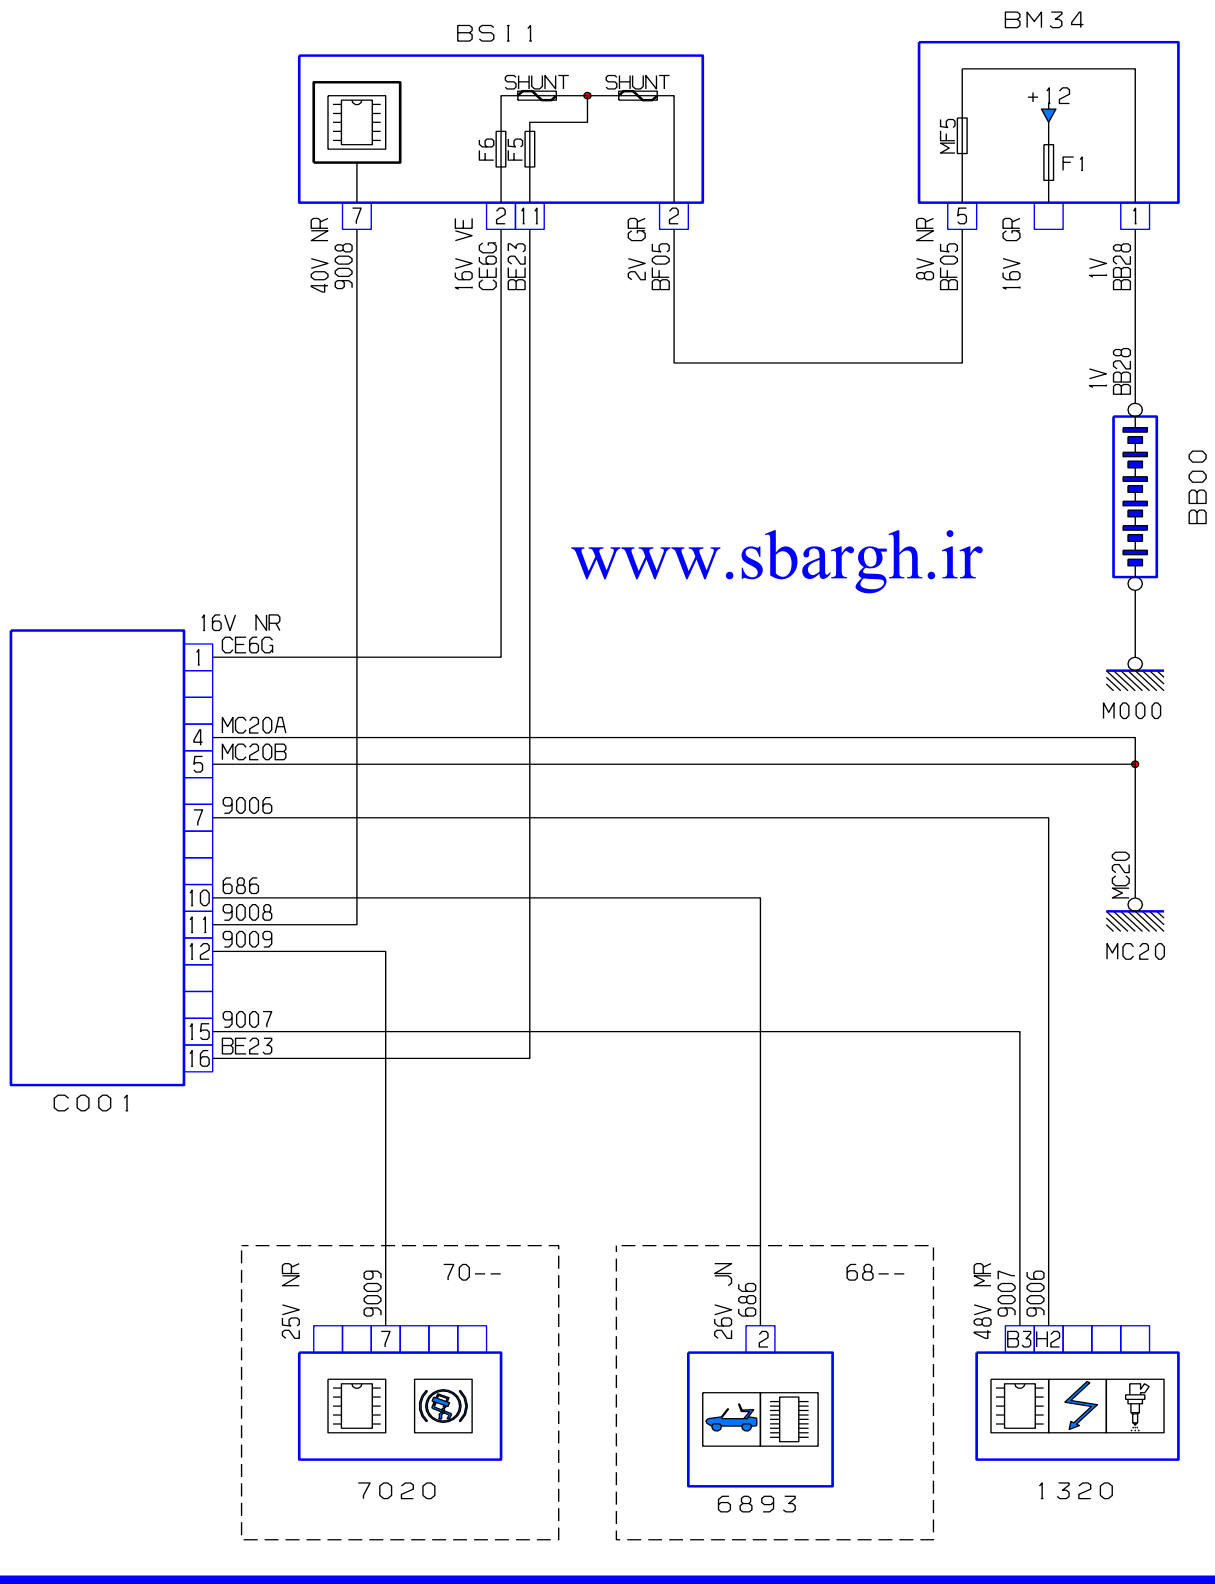 BSI1
BM34
SHUNT SHUNT
+12
F6 F5
MF5
F1
7 2 11 2
5 1
40V NR
9008
16V VE
CE6G
BE23
2V GR
BF05
8V NR
BF05
16V GR
1V
BB28
1V
BB28
BB00
www.sbargh.ir
16V NR
1 CE6G
M000
4 MC20A
5 MC20B
7 9006
MC20
10 686
11 9008
12 9009
MC20
15 9007
16 BE23
C001
70--
68--
25V NR
9009
26V JN
686
48V MR
9007
9006
7
2
B3 H2
7020
6893
1320